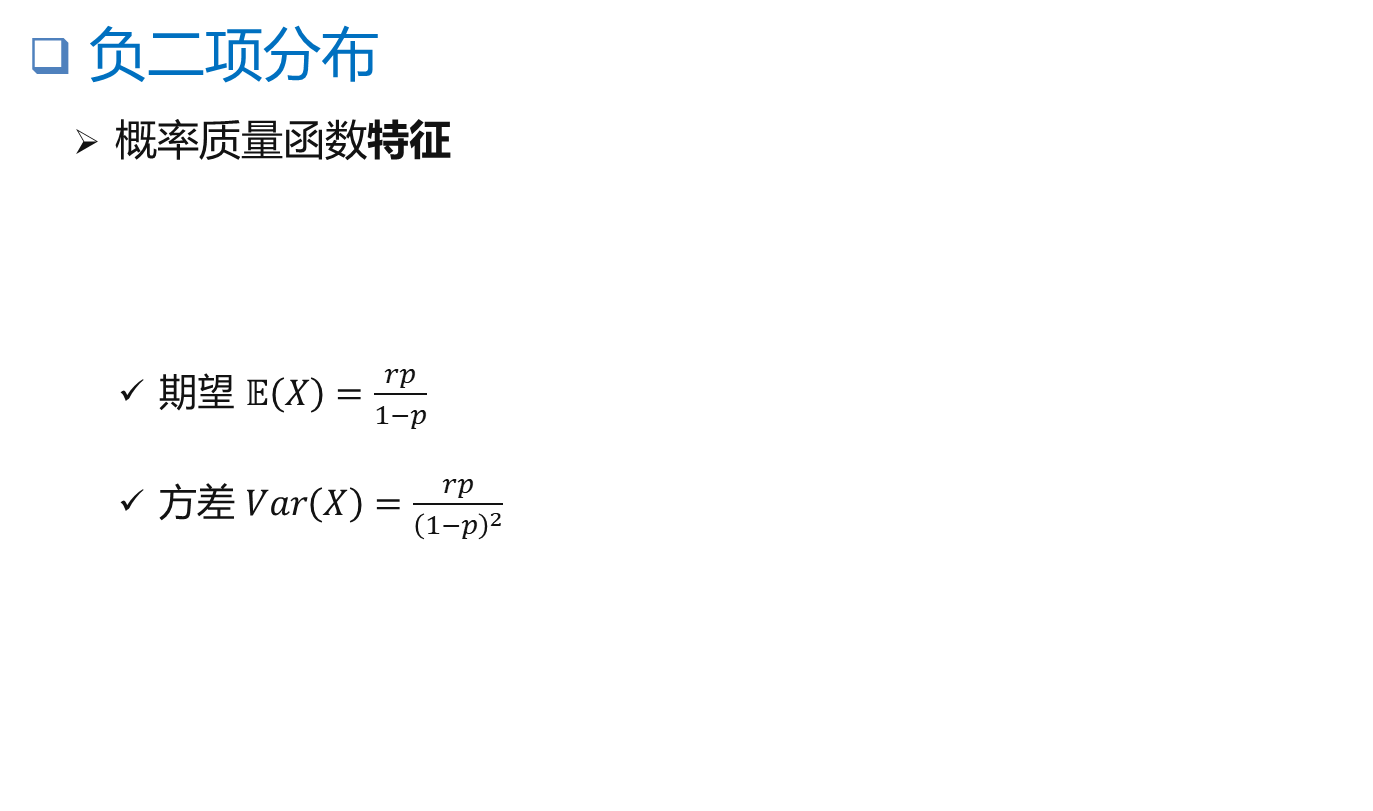 ❑ 负二项分布
➢ 概率质量函数特征
✓ 期望 𝔼(X) = rp/(1−p)
✓ 方差 Var(X) = rp/(1−p)²